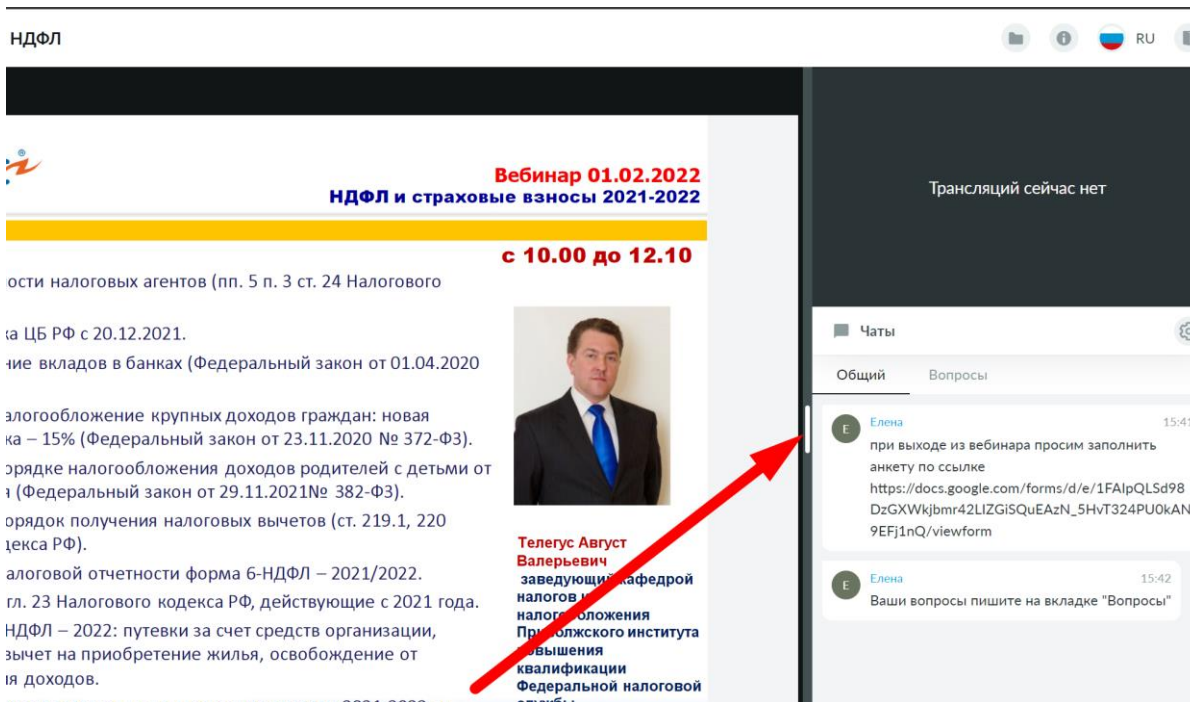 НДФЛ
RU
®
Вебинар 01.02.2022
НДФЛ и страховые взносы 2021-2022
с 10.00 до 12.10
ости налоговых агентов (пп. 5 п. 3 ст. 24 Налогового
ка ЦБ РФ с 20.12.2021.
ние вкладов в банках (Федеральный закон от 01.04.2020
алогообложение крупных доходов граждан: новая
ка – 15% (Федеральный закон от 23.11.2020 № 372-ФЗ).
орядке налогообложения доходов родителей с детьми от
я (Федеральный закон от 29.11.2021№ 382-ФЗ).
орядок получения налоговых вычетов (ст. 219.1, 220
декса РФ).
алоговой отчетности форма 6-НДФЛ – 2021/2022.
гл. 23 Налогового кодекса РФ, действующие с 2021 года.
НДФЛ – 2022: путевки за счет средств организации,
вычет на приобретение жилья, освобождение от
ия доходов.
Телегус Август
Валерьевич
заведующий кафедрой
налогов и
налогообложения
Приволжского института
повышения
квалификации
Федеральной налоговой
службы
Трансляций сейчас нет
Чаты
Общий Вопросы
Е Елена 15:41
при выходе из вебинара просим заполнить
анкету по ссылке
https://docs.google.com/forms/d/e/1FAIpQLSd98
DzGXWkjbmr42LIZGiSQuEAzN_5HvT324PU0kAN
9EFj1nQ/viewform
Е Елена 15:42
Ваши вопросы пишите на вкладке "Вопросы"